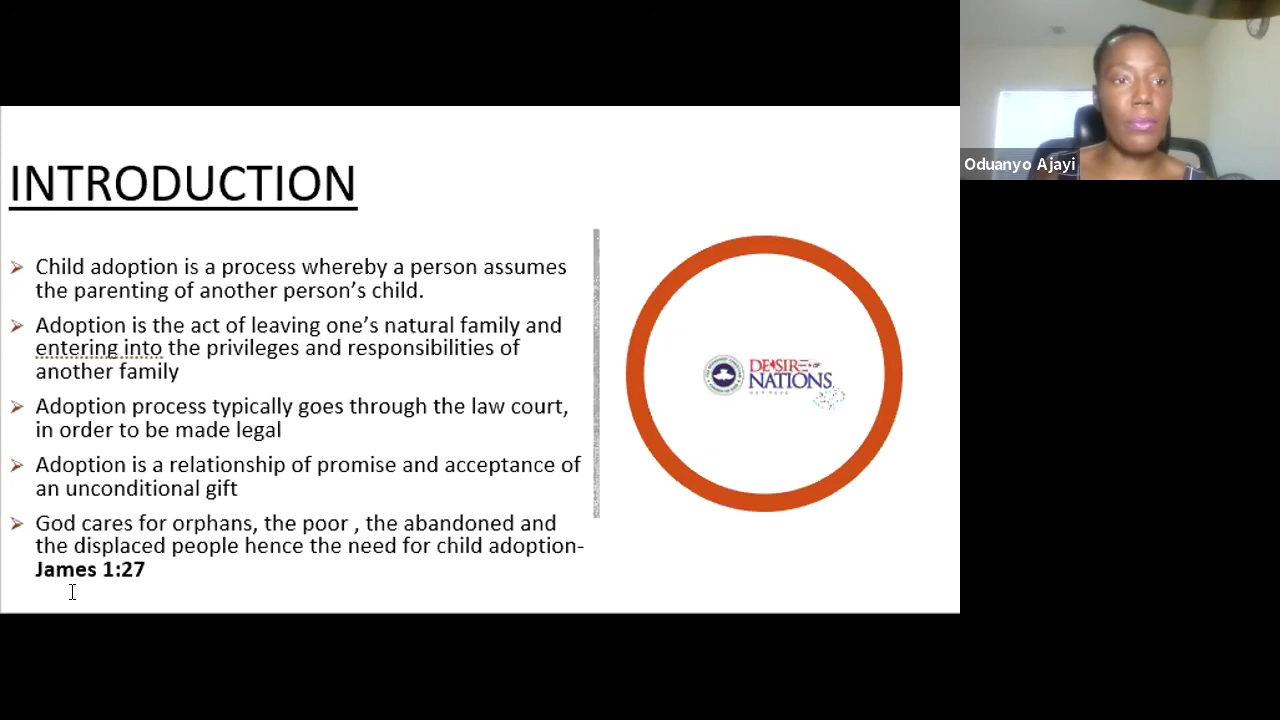 INTRODUCTION
Child adoption is a process whereby a person assumes
the parenting of another person’s child.
Adoption is the act of leaving one’s natural family and
entering into the privileges and responsibilities of
another family
Adoption process typically goes through the law court,
in order to be made legal
Adoption is a relationship of promise and acceptance of
an unconditional gift
God cares for orphans, the poor , the abandoned and
the displaced people hence the need for child adoption-
James 1:27
DESIRE OF
NATIONS
Oduanyo Ajayi